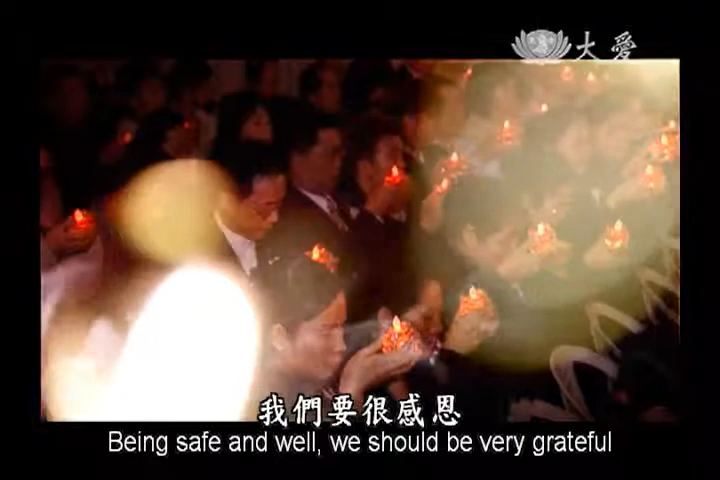 大愛
我們要很感恩
Being safe and well, we should be very grateful